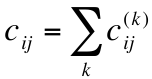 c_{ij} = \sum_{k} c_{ij}^{(k)}